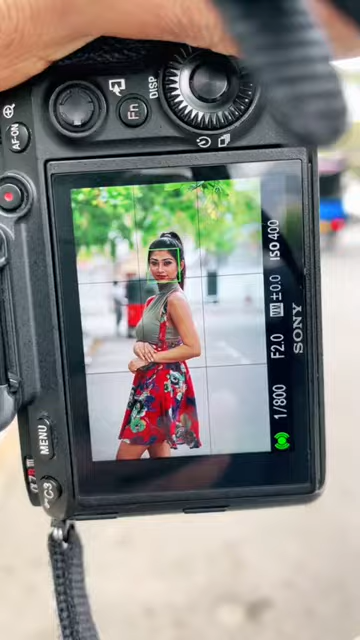 DISP
Fn
AF-ON
1/800 F2.0 ±0.0 ISO 400
SONY
MENU
C3